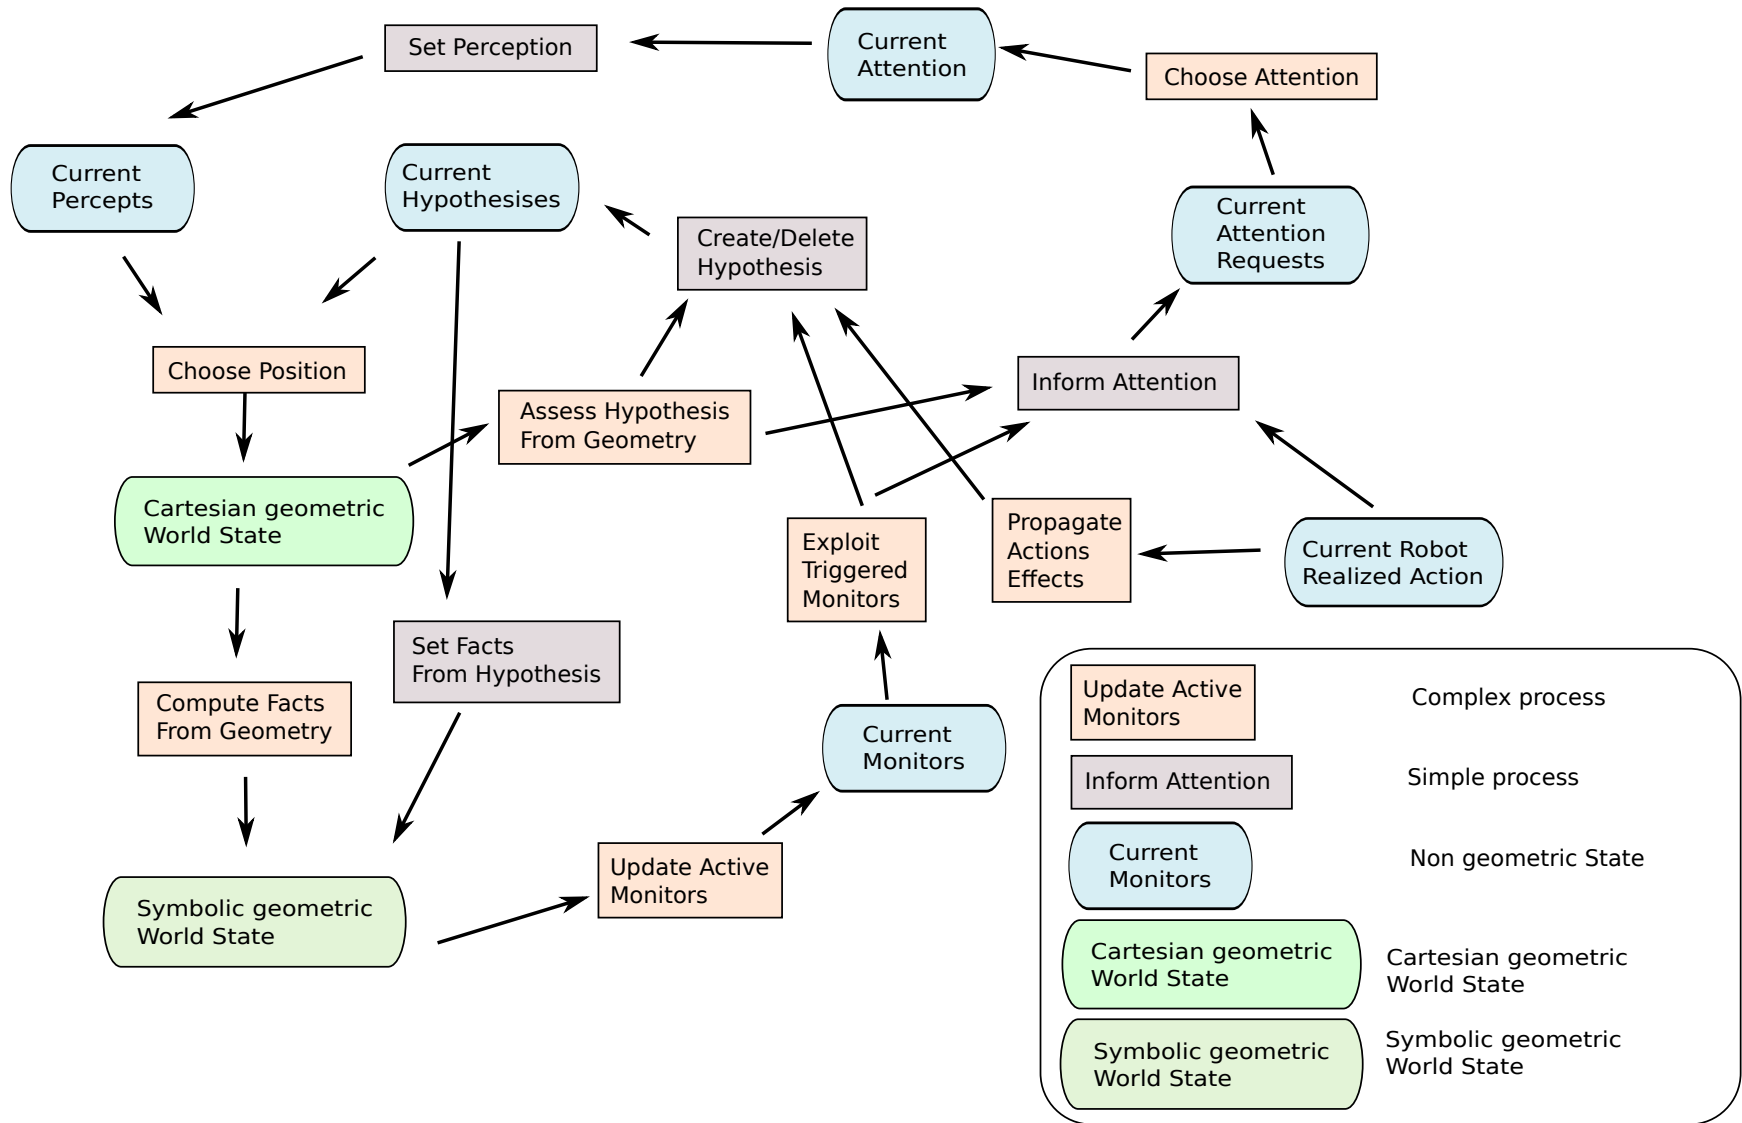 Set Perception
Current
Attention
Choose Attention
Current
Percepts
Current
Hypothesises
Create/Delete
Hypothesis
Current
Attention
Requests
Choose Position
Assess Hypothesis
From Geometry
Inform Attention
Cartesian geometric
World State
Exploit
Triggered
Monitors
Propagate
Actions
Effects
Current Robot
Realized Action
Set Facts
From Hypothesis
Compute Facts
From Geometry
Current
Monitors
Update Active
Monitors
Symbolic geometric
World State
Update Active
Monitors
Complex process
Inform Attention
Simple process
Current
Monitors
Non geometric State
Cartesian geometric
World State
Cartesian geometric
World State
Symbolic geometric
World State
Symbolic geometric
World State